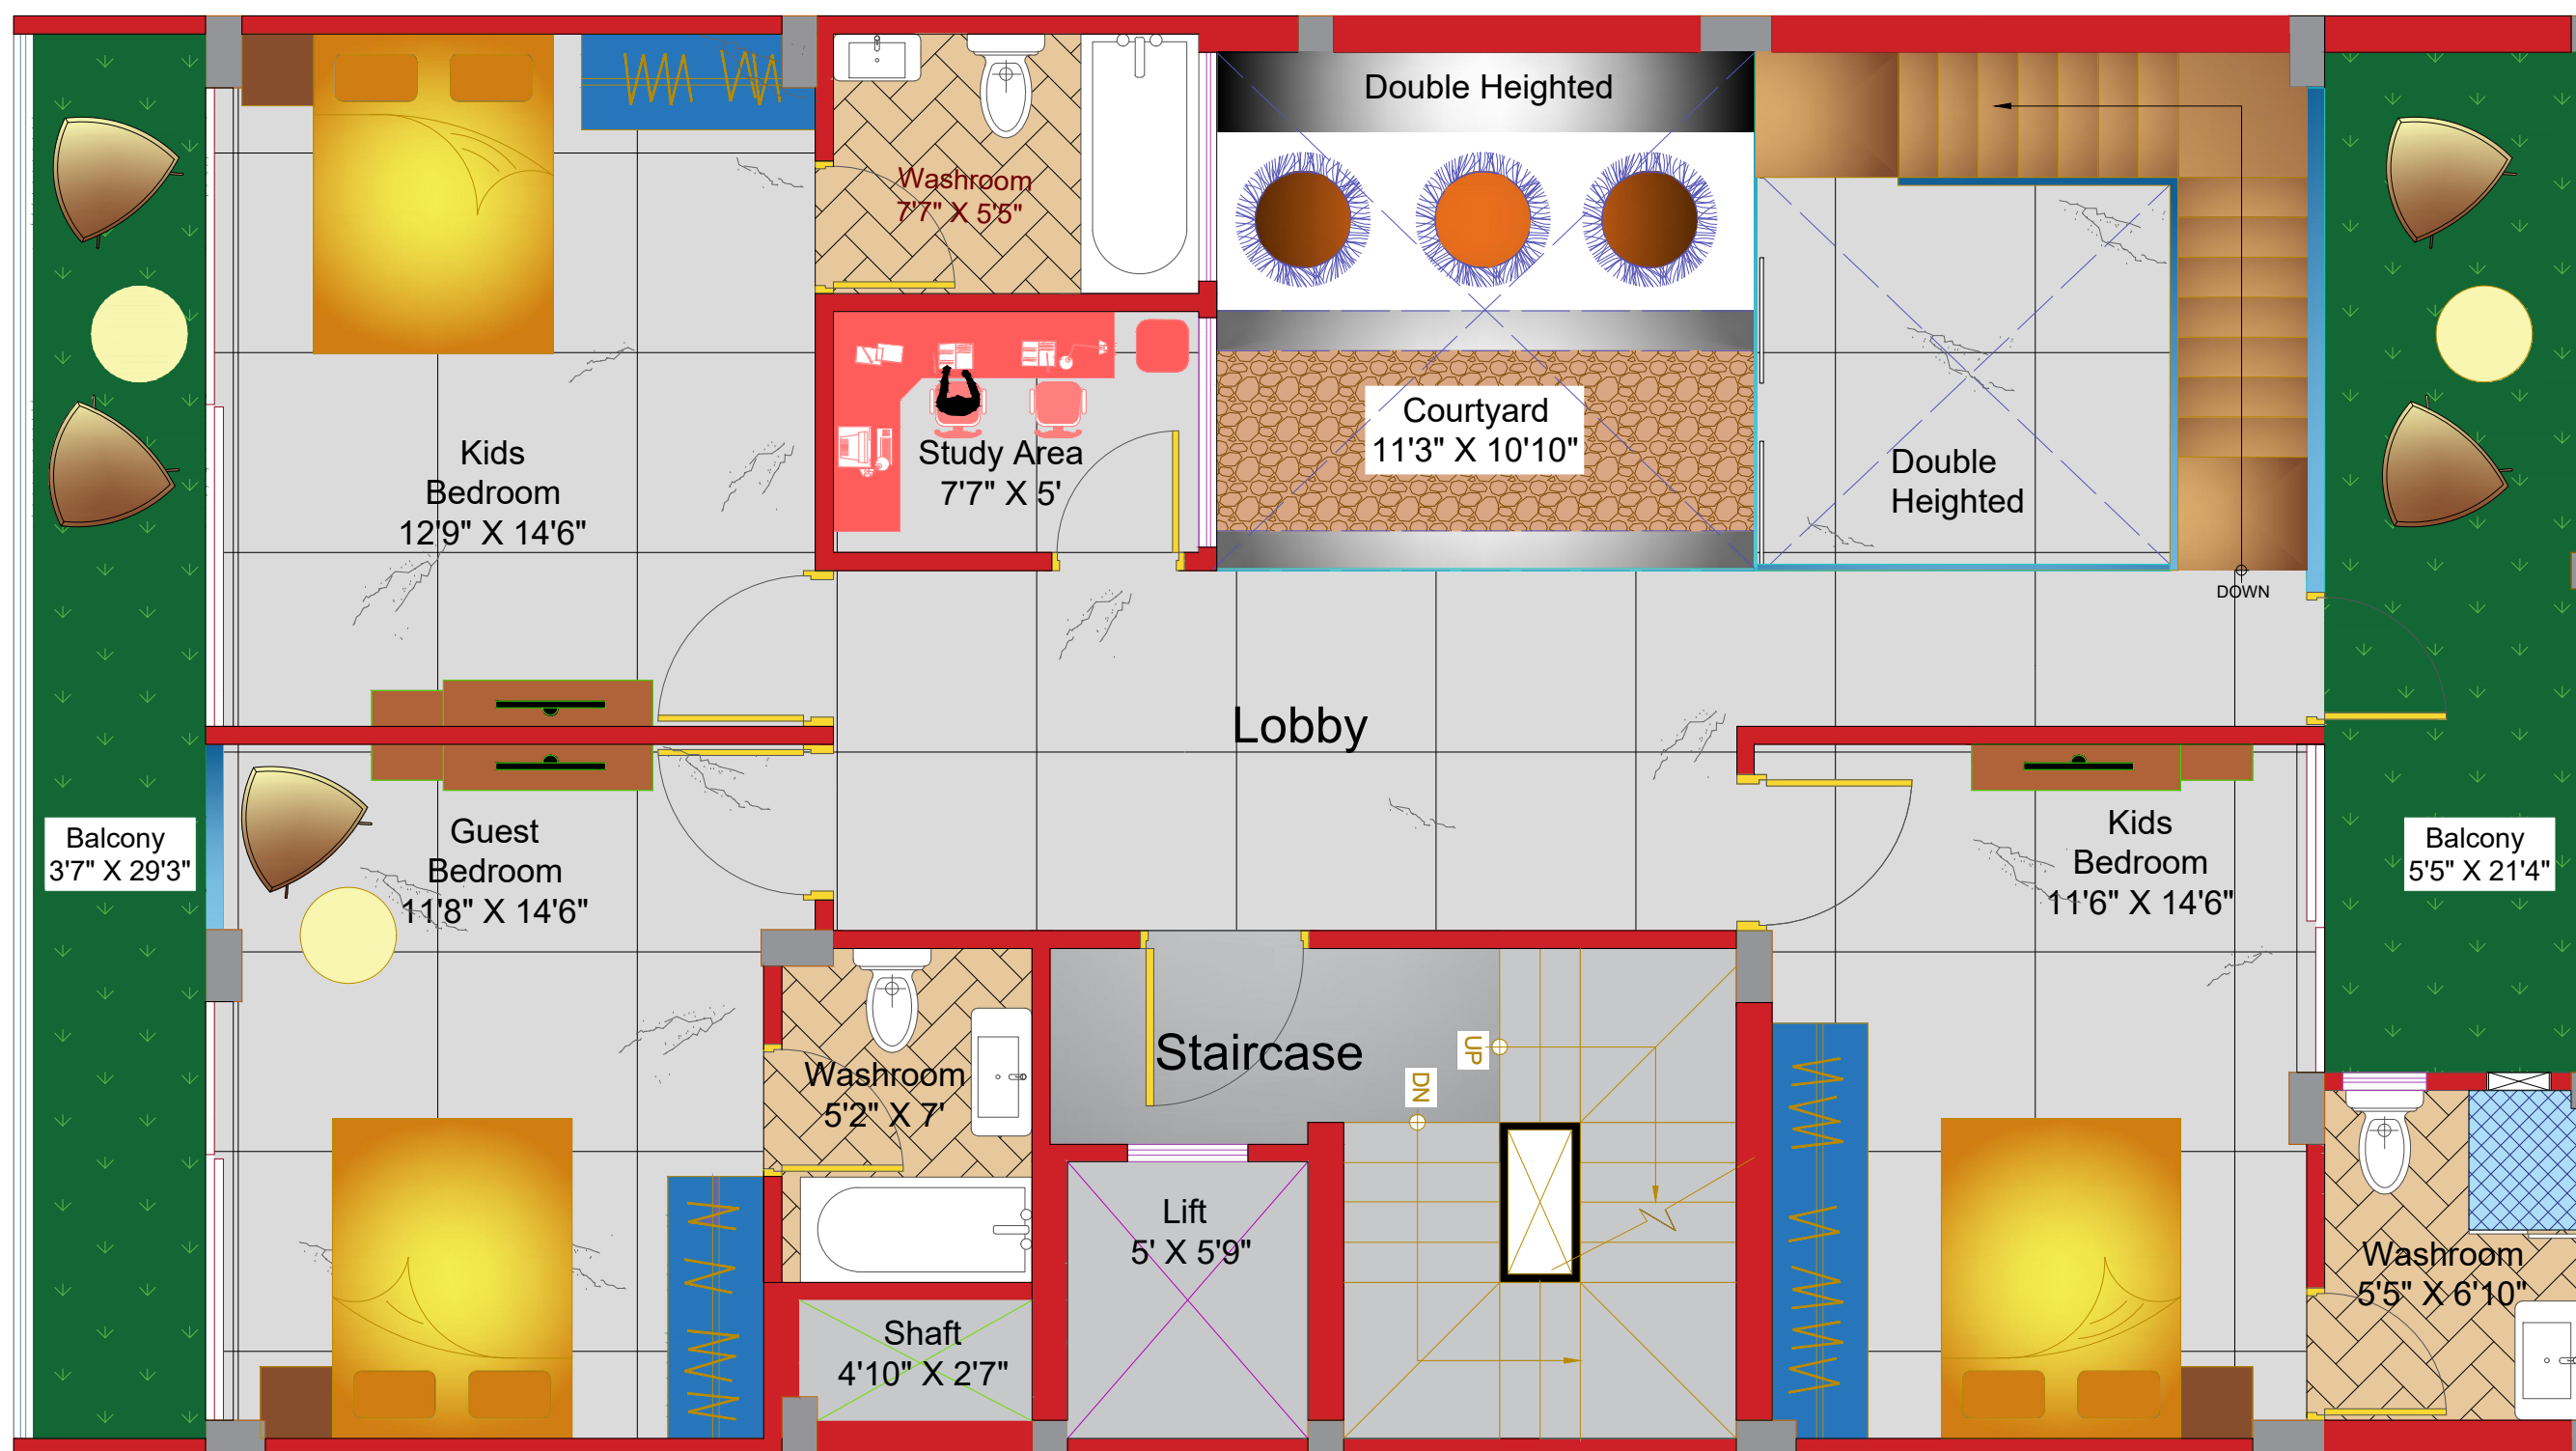 Double Heighted
Washroom
7'7" X 5'5"
Courtyard
11'3" X 10'10"
Double
Heighted
Kids
Bedroom
12'9" X 14'6"
Study Area
7'7" X 5'
DOWN
Lobby
Balcony
3'7" X 29'3"
Guest
Bedroom
11'8" X 14'6"
Kids
Bedroom
11'6" X 14'6"
Balcony
5'5" X 21'4"
Washroom
5'2" X 7'
Staircase
UP
DN
Lift
5' X 5'9"
Shaft
4'10" X 2'7"
Washroom
5'5" X 6'10"